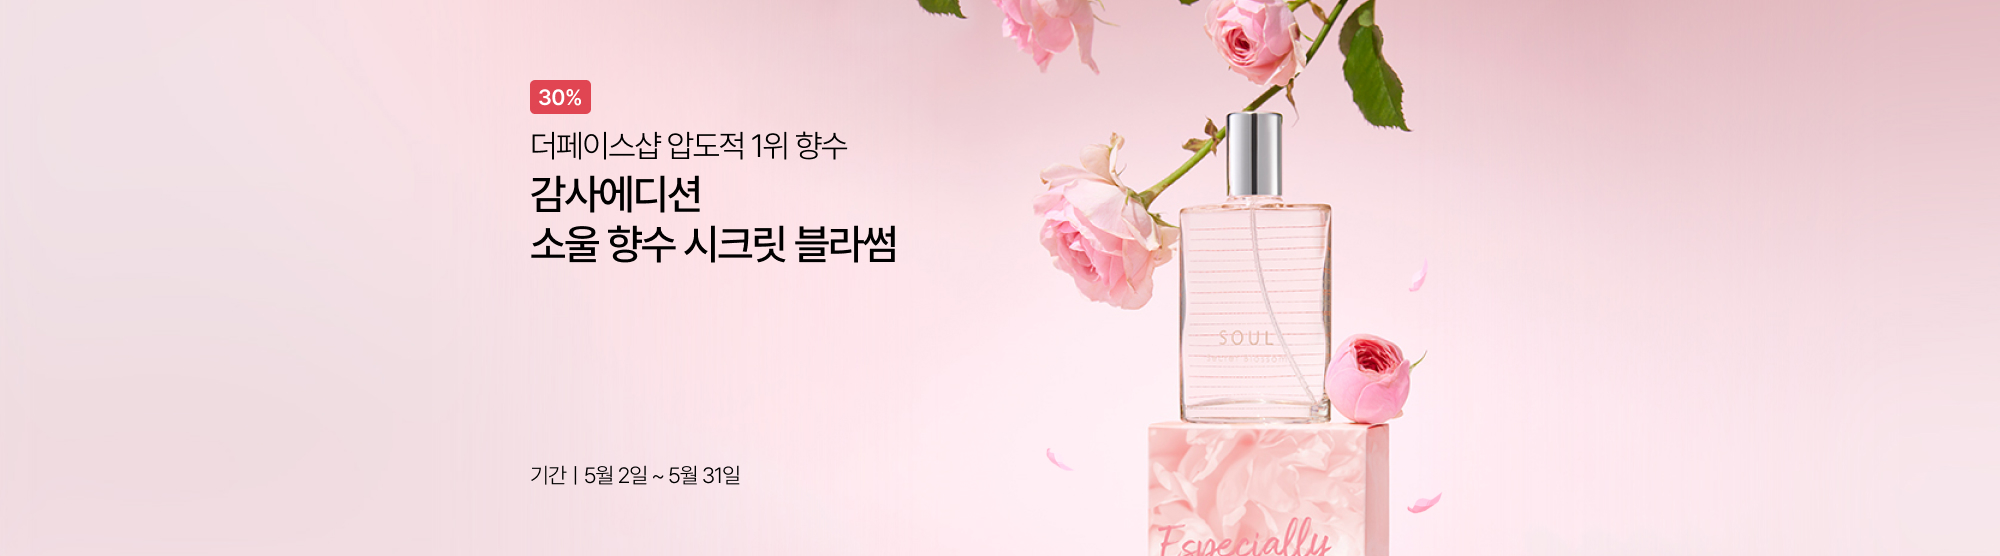 30%
더페이스샵 압도적 1위 향수
감사에디션
소울 향수 시크릿 블라썸
기간 | 5월 2일 ~ 5월 31일
SOUL
secret blossom
Especially